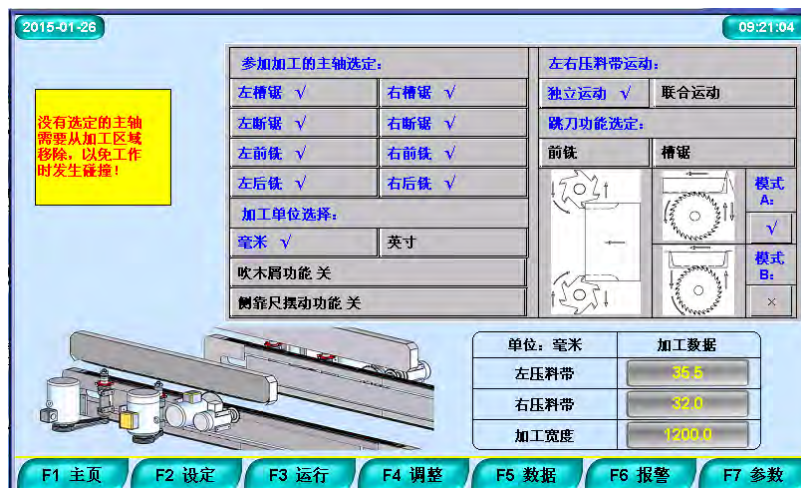 2015-01-26
09:21:04
没有选定的主轴
需要从加工区域
移除，以免工作
时发生碰撞！
参加加工的主轴选定：
左槽锯 √
右槽锯 √
左断锯 √
右断锯 √
左前铣 √
右前铣 √
左后铣 √
右后铣 √
加工单位选择：
毫米 √
英寸
吹木屑功能 关
侧靠尺摆动功能 关
左右压料带运动：
独立运动 √
联合运动
跳刀功能选定：
前铣
槽锯
模式
A：
√
模式
B：
×
单位：毫米
加工数据
左压料带
35.5
右压料带
32.0
加工宽度
1200.0
F1 主页
F2 设定
F3 运行
F4 调整
F5 数据
F6 报警
F7 参数